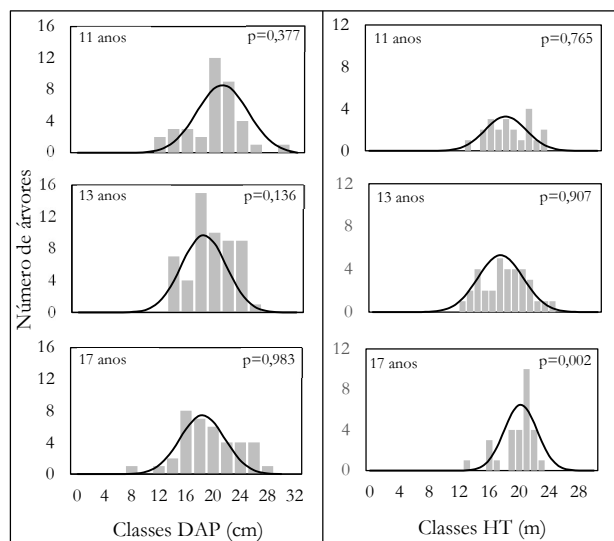 Número de árvores
11 anos p=0,377
16
12
8
4
0
13 anos p=0,136
16
12
8
4
0
17 anos p=0,983
16
12
8
4
0
0 4 8 12 16 20 24 28 32
Classes DAP (cm)
11 anos p=0,765
12
8
4
0
13 anos p=0,907
12
8
4
0
17 anos p=0,002
12
8
4
0
0 4 8 12 16 20 24 28
Classes HT (m)